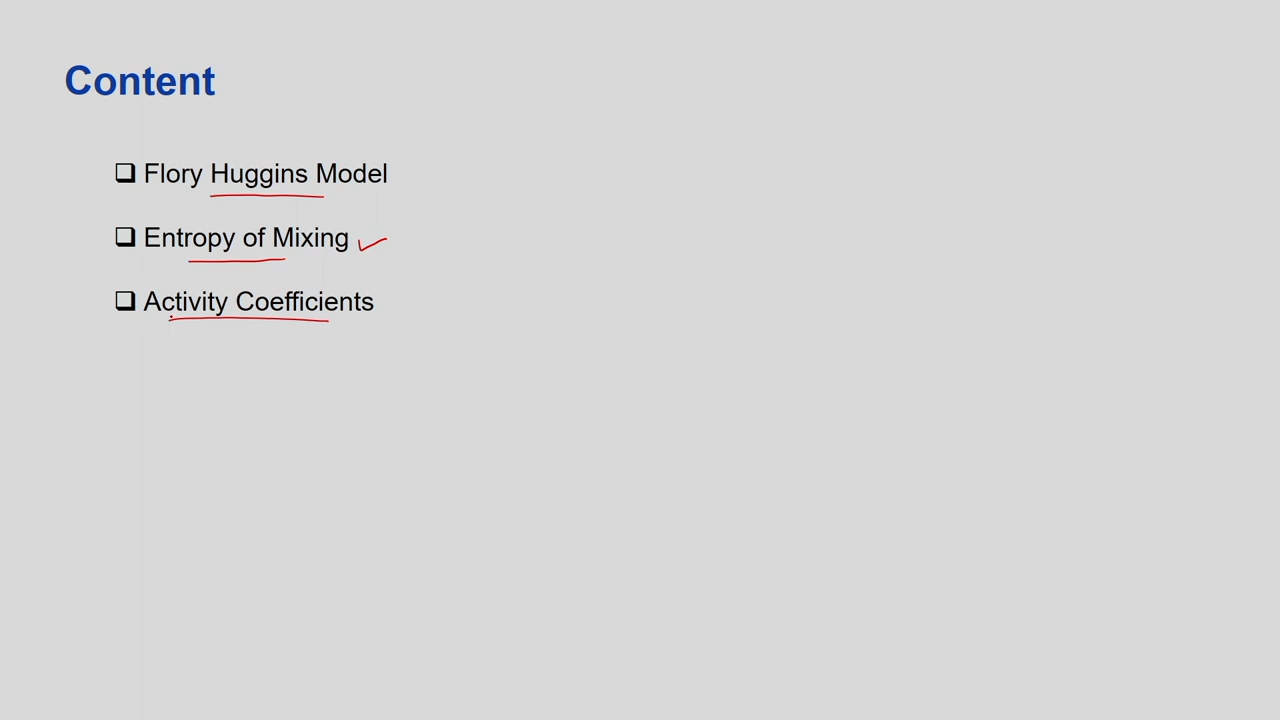 Content
❑ Flory Huggins Model
❑ Entropy of Mixing
❑ Activity Coefficients